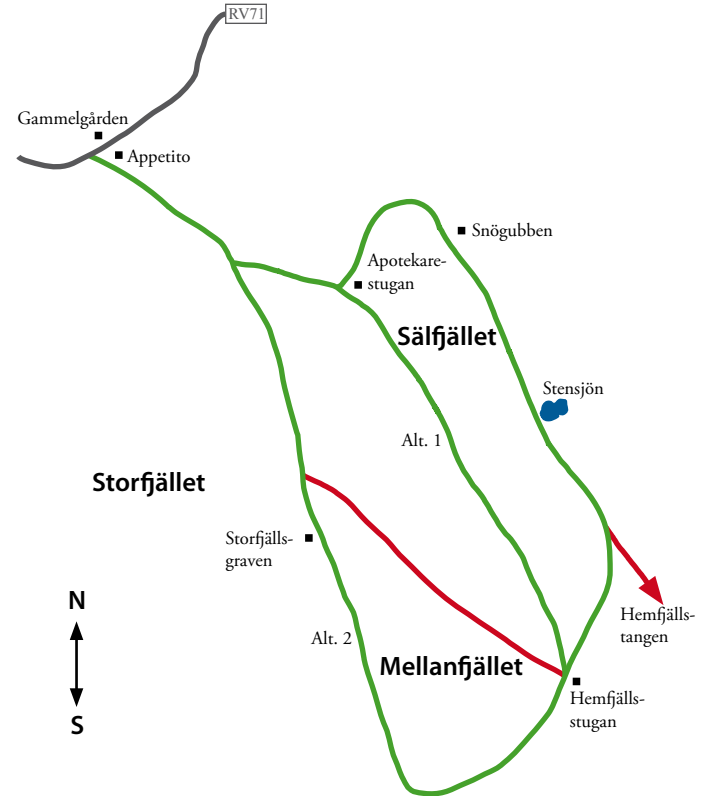 RV71
Gammelgården
Appetito
Snögubben
Apotekare-
stugan
Sälfjället
Stensjön
Alt. 1
Storfjället
Storfjälls-
graven
N
Hemfjälls-
tangen
Alt. 2
Mellanfjället
Hemfjälls-
stugan
S